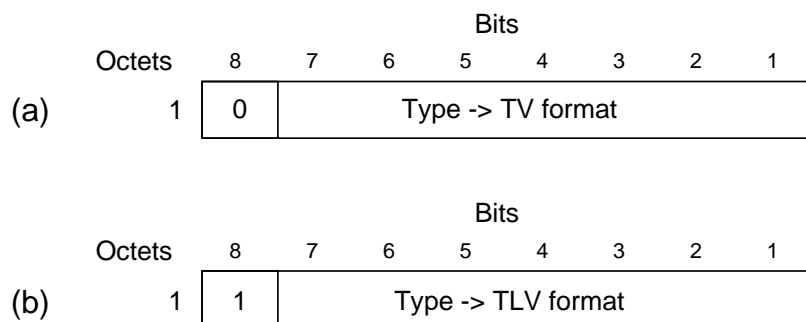 Bits
Octets 8 7 6 5 4 3 2 1
(a) 1 0 Type -> TV format
Bits
Octets 8 7 6 5 4 3 2 1
(b) 1 1 Type -> TLV format